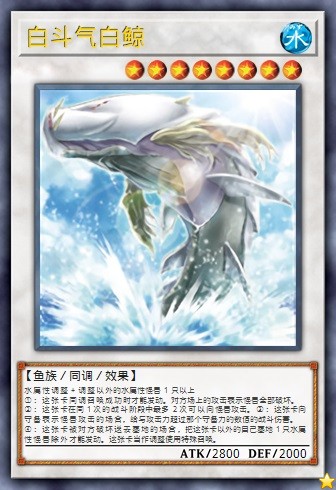 白斗气白鲸
水
【鱼族／同调／效果】
水属性调整＋调整以外的水属性怪兽１只以上
①：这张卡同调召唤成功时才能发动。对方场上的攻击表示怪兽全部破坏。
②：这张卡在同１次的战斗阶段中最多２次可以向怪兽攻击。③：这张卡向
守备表示怪兽攻击的场合，给与攻击力超过那个守备力的数值的战斗伤害。
④：这张卡被对方破坏送去墓地的场合，把这张卡以外的自己墓地１只水属
性怪兽除外才能发动。这张卡当作调整使用特殊召唤。
ATK/2800 DEF/2000